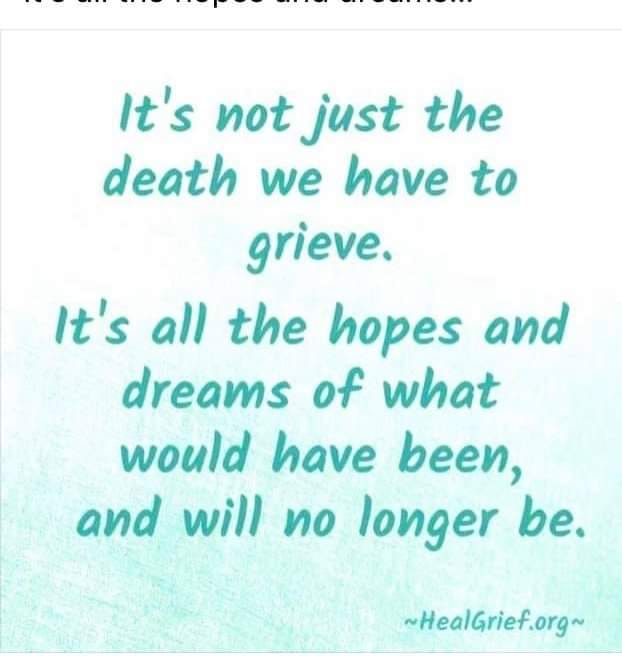 It's not just the
death we have to
grieve.
It's all the hopes and
dreams of what
would have been,
and will no longer be.
~HealGrief.org~